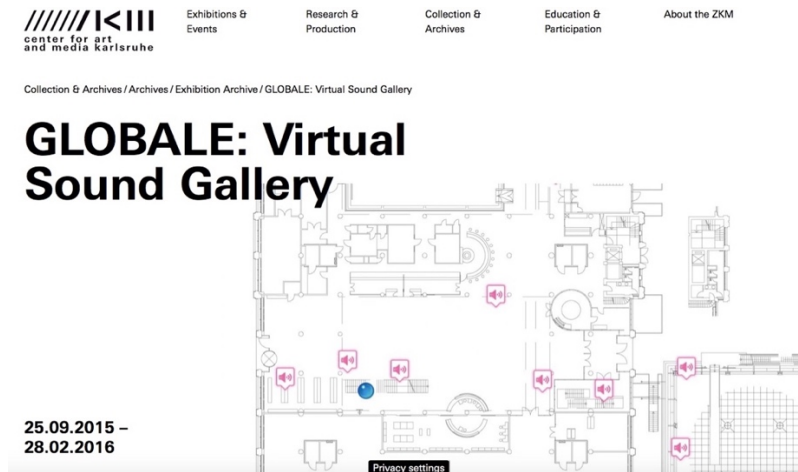 Exhibitions &
Events
Research &
Production
Collection &
Archives
Education &
Participation
About the ZKM
center for art
and media karlsruhe
Collection & Archives / Archives / Exhibition Archive / GLOBALE: Virtual Sound Gallery
GLOBALE: Virtual
Sound Gallery
25.09.2015 –
28.02.2016
Privacy settings